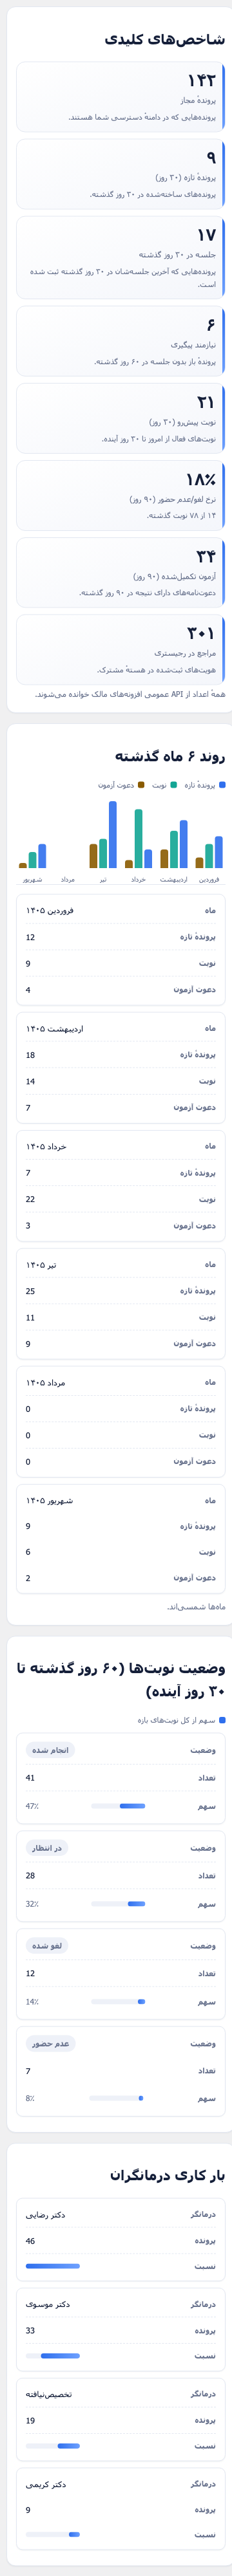 شاخص‌های کلیدی
۱۴۲
پروندهٔ مجاز
پرونده‌هایی که در دامنهٔ دسترسی شما هستند.
۹
پروندهٔ تازه (۳۰ روز)
پرونده‌های ساخته‌شده در ۳۰ روز گذشته.
۱۷
جلسه در ۳۰ روز گذشته
پرونده‌هایی که آخرین جلسه‌شان در ۳۰ روز گذشته ثبت شده
است.
۶
نیازمند پیگیری
پروندهٔ باز بدون جلسه در ۶۰ روز گذشته.
۲۱
نوبت پیش‌رو (۳۰ روز)
نوبت‌های فعال از امروز تا ۳۰ روز آینده.
۱۸٪
نرخ لغو/عدم حضور (۹۰ روز)
۱۴ از ۷۸ نوبت گذشته.
۳۴
آزمون تکمیل‌شده (۹۰ روز)
دعوت‌نامه‌های دارای نتیجه در ۹۰ روز گذشته.
۳۰۱
مراجع در رجیستری
هویت‌های ثبت‌شده در هستهٔ مشترک.
همهٔ اعداد از API عمومی افزونه‌های مالک خوانده می‌شوند.
روند ۶ ماه گذشته
پروندهٔ تازه نوبت دعوت آزمون
فروردین اردیبهشت خرداد تیر مرداد شهریور
ماه فروردین ۱۴۰۵
پروندهٔ تازه 12
نوبت 9
دعوت آزمون 4
ماه اردیبهشت ۱۴۰۵
پروندهٔ تازه 18
نوبت 14
دعوت آزمون 7
ماه خرداد ۱۴۰۵
پروندهٔ تازه 7
نوبت 22
دعوت آزمون 3
ماه تیر ۱۴۰۵
پروندهٔ تازه 25
نوبت 11
دعوت آزمون 9
ماه مرداد ۱۴۰۵
پروندهٔ تازه 0
نوبت 0
دعوت آزمون 0
ماه شهریور ۱۴۰۵
پروندهٔ تازه 9
نوبت 6
دعوت آزمون 2
ماه‌ها شمسی‌اند.
وضعیت نوبت‌ها (۶۰ روز گذشته تا
۳۰ روز آینده)
سهم از کل نوبت‌های بازه
وضعیت انجام شده
تعداد 41
سهم 47٪
وضعیت در انتظار
تعداد 28
سهم 32٪
وضعیت لغو شده
تعداد 12
سهم 14٪
وضعیت عدم حضور
تعداد 7
سهم 8٪
بار کاری درمانگران
درمانگر دکتر رضایی
پرونده 46
نسبت
درمانگر دکتر موسوی
پرونده 33
نسبت
درمانگر تخصیص‌نیافته
پرونده 19
نسبت
درمانگر دکتر کریمی
پرونده 9
نسبت